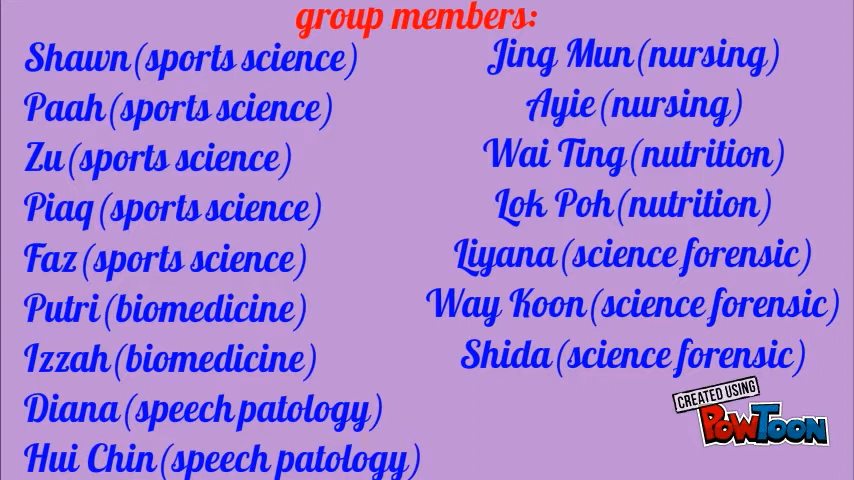 group members:
Shawn(sports science)
Paah(sports science)
Zu(sports science)
Piaq(sports science)
Faz(sports science)
Putri(biomedicine)
Izzah(biomedicine)
Diana(speech patology)
Hui Chin(speech patology)
Jing Mun(nursing)
Ayie(nursing)
Wai Ting(nutrition)
Lok Poh(nutrition)
Liyana(science forensic)
Way Koon(science forensic)
Shida(science forensic)
CREATED USING
POWTOON